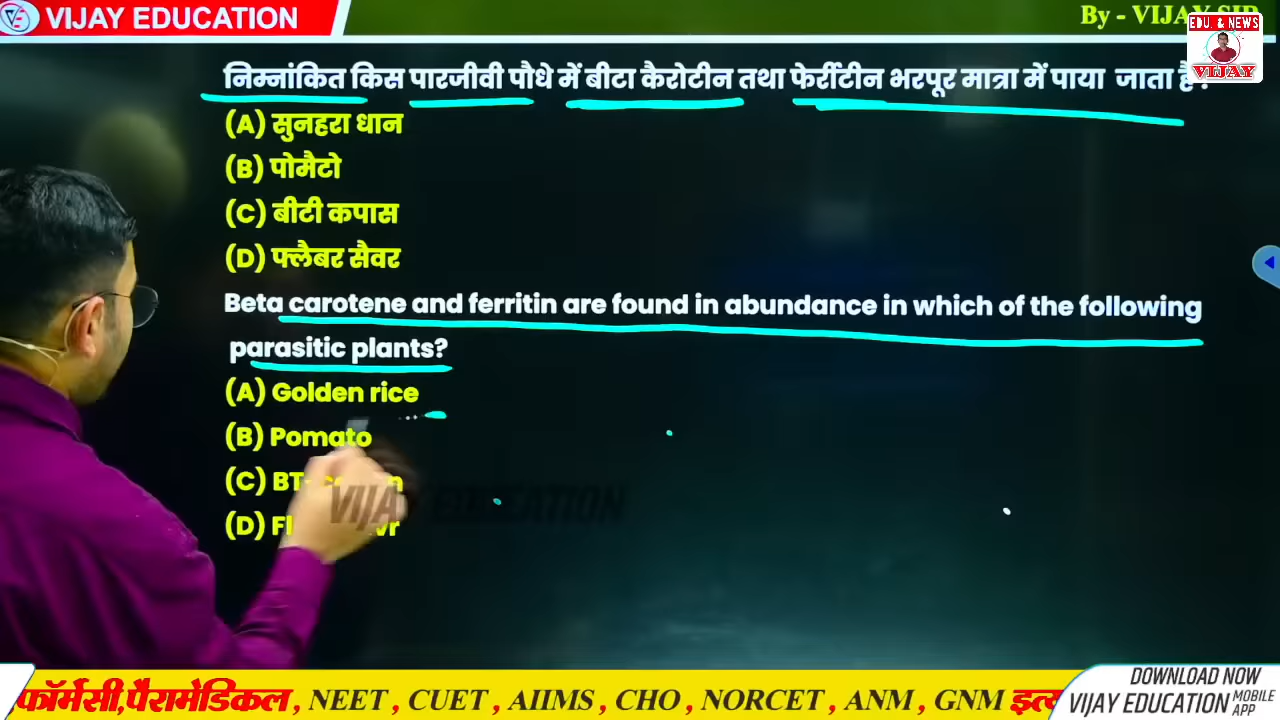 VIJAY EDUCATION
By - VIJAY SIR
EDU. & NEWS
VIJAY
निम्नांकित किस पारजीवी पौधे में बीटा कैरोटीन तथा फेर्रीटीन भरपूर मात्रा में पाया जाता है
(A) सुनहरा धान
(B) पोमैटो
(C) बीटी कपास
(D) फ्लैबर सैवर
Beta carotene and ferritin are found in abundance in which of the following
parasitic plants?
(A) Golden rice
(B) Pomato
(C)
(D)
VIJAY EDUCATION
फॉर्मेसी,पैरामेडिकल , NEET , CUET , AIIMS , CHO , NORCET , ANM , GNM
DOWNLOAD NOW
VIJAY EDUCATION MOBILE APP